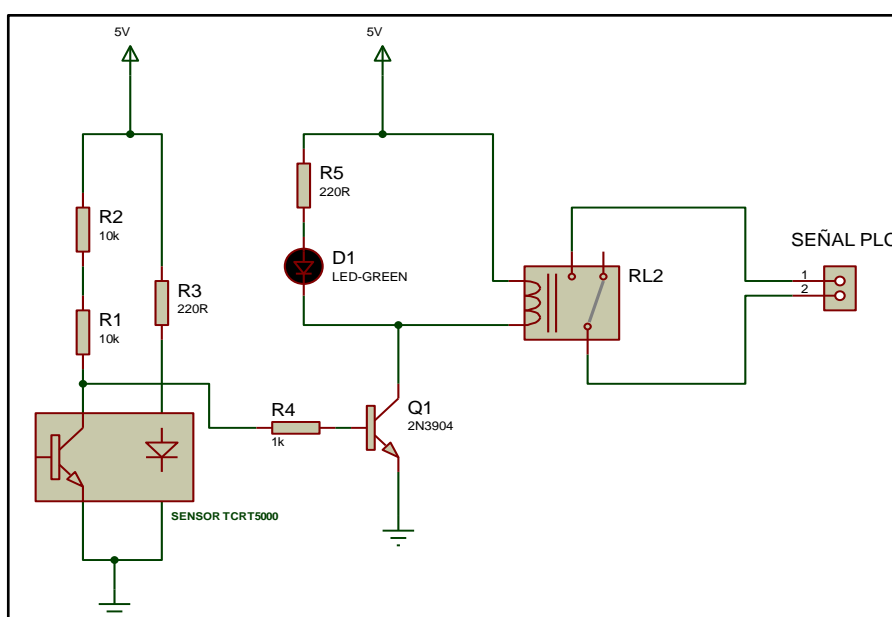 5V
5V
R5
220R
R2
10k
SEÑAL PLC
D1
LED-GREEN
RL2
1
2
R3
220R
R1
10k
R4
1k
Q1
2N3904
SENSOR TCRT5000